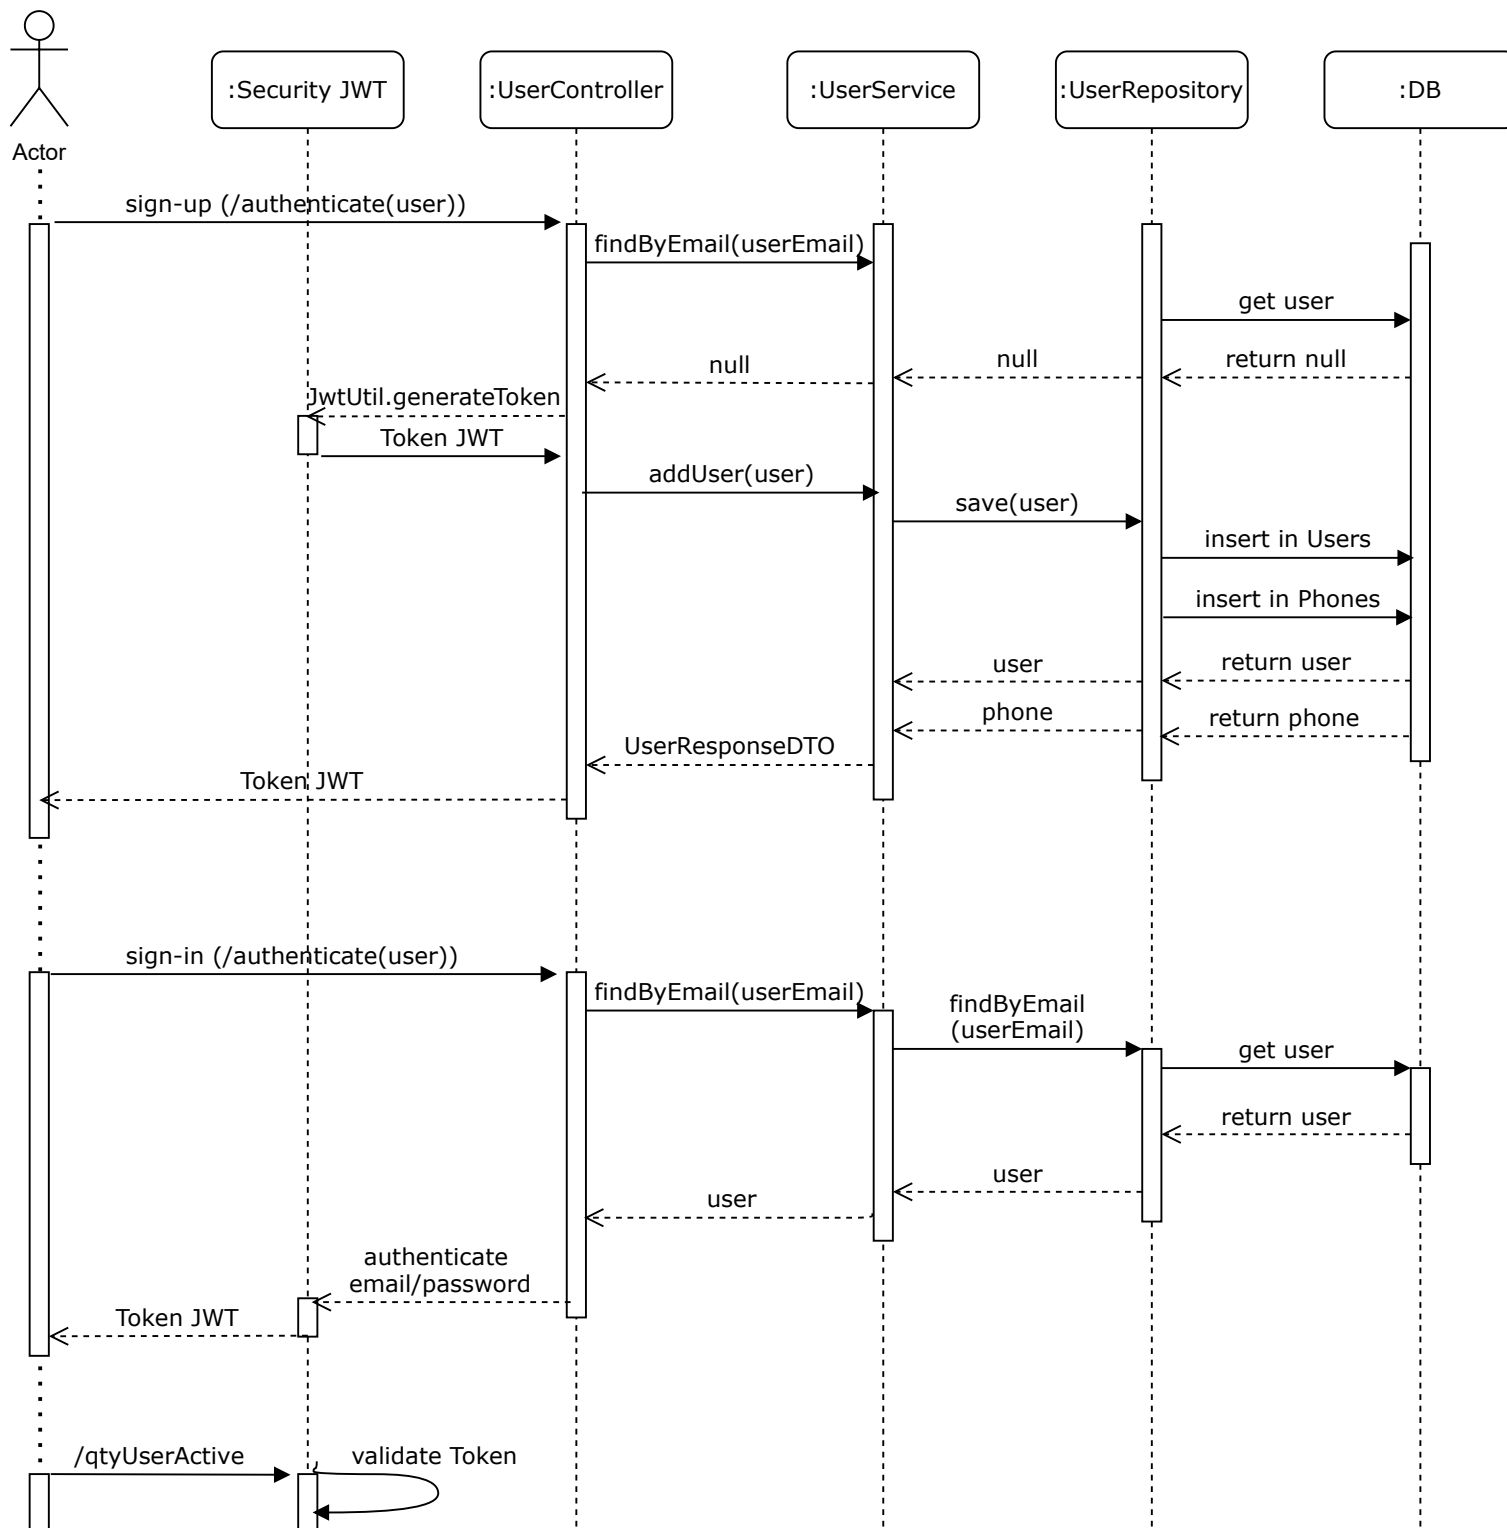 :Security JWT
:UserController
:UserService
:UserRepository
:DB
Actor
sign-up (/authenticate(user))
findByEmail(userEmail)
get user
return null
null
null
JwtUtil.generateToken
Token JWT
addUser(user)
save(user)
insert in Users
insert in Phones
return user
user
phone
return phone
UserResponseDTO
Token JWT
sign-in (/authenticate(user))
findByEmail(userEmail)
findByEmail
(userEmail)
get user
return user
user
user
authenticate
email/password
Token JWT
/qtyUserActive
validate Token